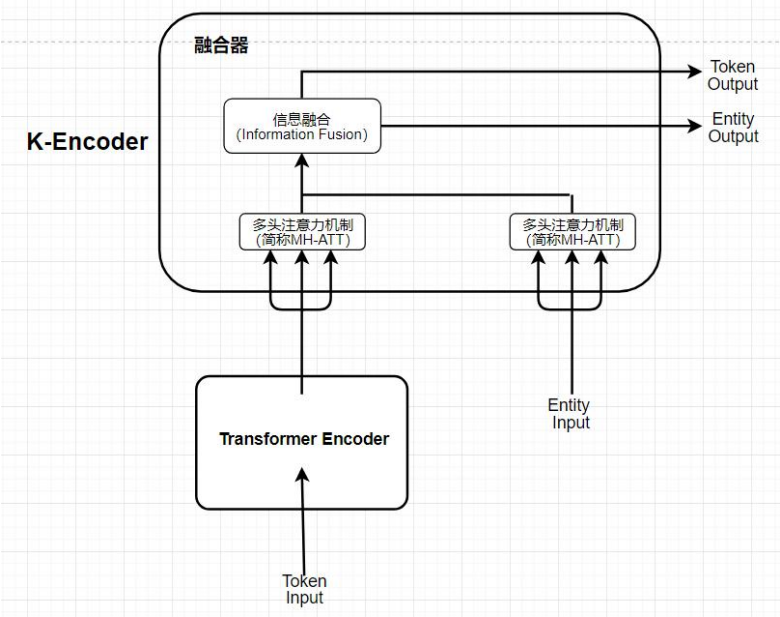 融合器
Token
Output
信息融合
（Information Fusion）
Entity
Output
K-Encoder
多头注意力机制
(简称MH-ATT)
多头注意力机制
(简称MH-ATT)
Entity
Input
Transformer Encoder
Token
Input